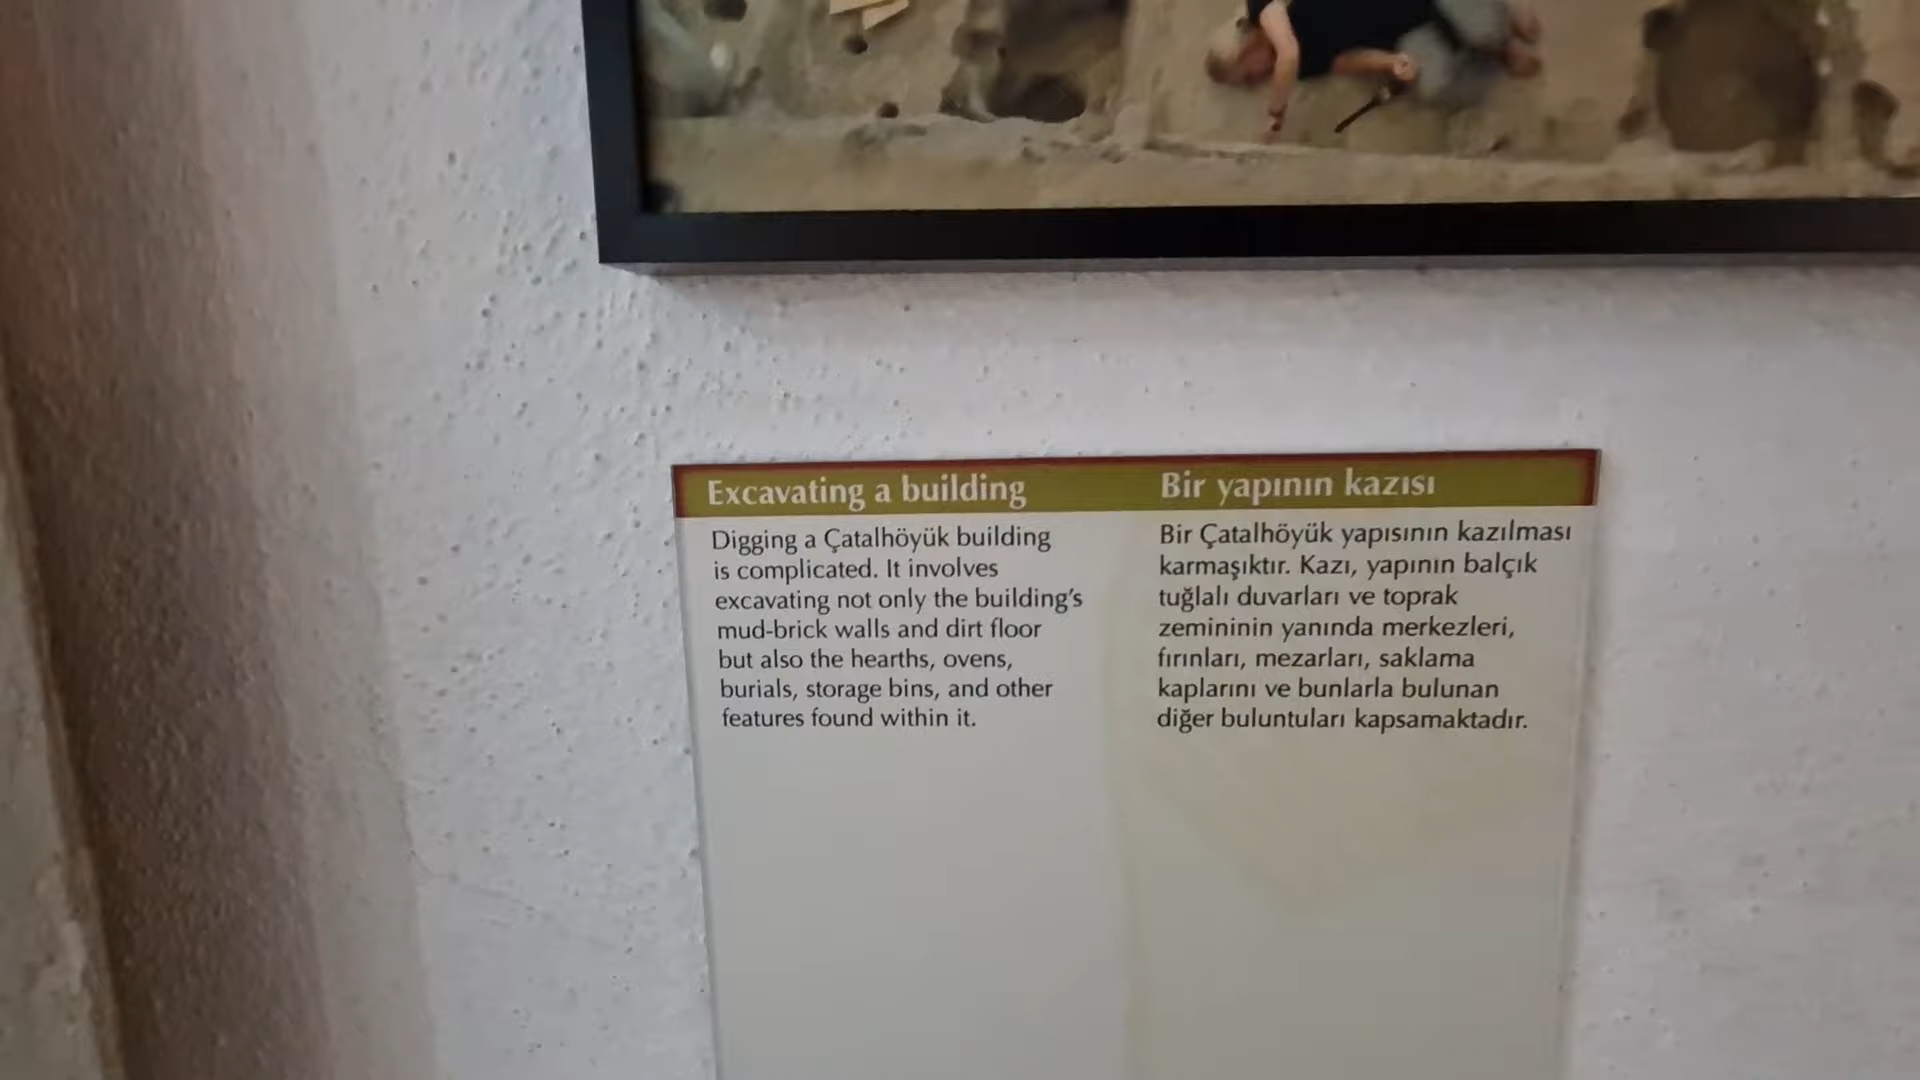 Excavating a building
Digging a Çatalhöyük building
is complicated. It involves
excavating not only the building's
mud-brick walls and dirt floor
but also the hearths, ovens,
burials, storage bins, and other
features found within it.
Bir yapının kazısı
Bir Çatalhöyük yapısının kazılması
karmaşıktır. Kazı, yapının balçık
tuğlalı duvarları ve toprak
zemininin yanında merkezleri,
fırınları, mezarları, saklama
kaplarını ve bunlarla bulunan
diğer buluntuları kapsamaktadır.